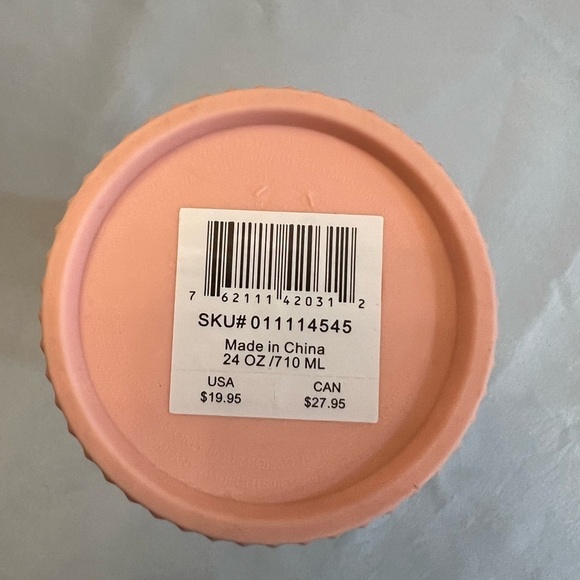 7 62111 42031 2
SKU# 011114545
Made in China
24 OZ /710 ML
USA CAN
$19.95 $27.95